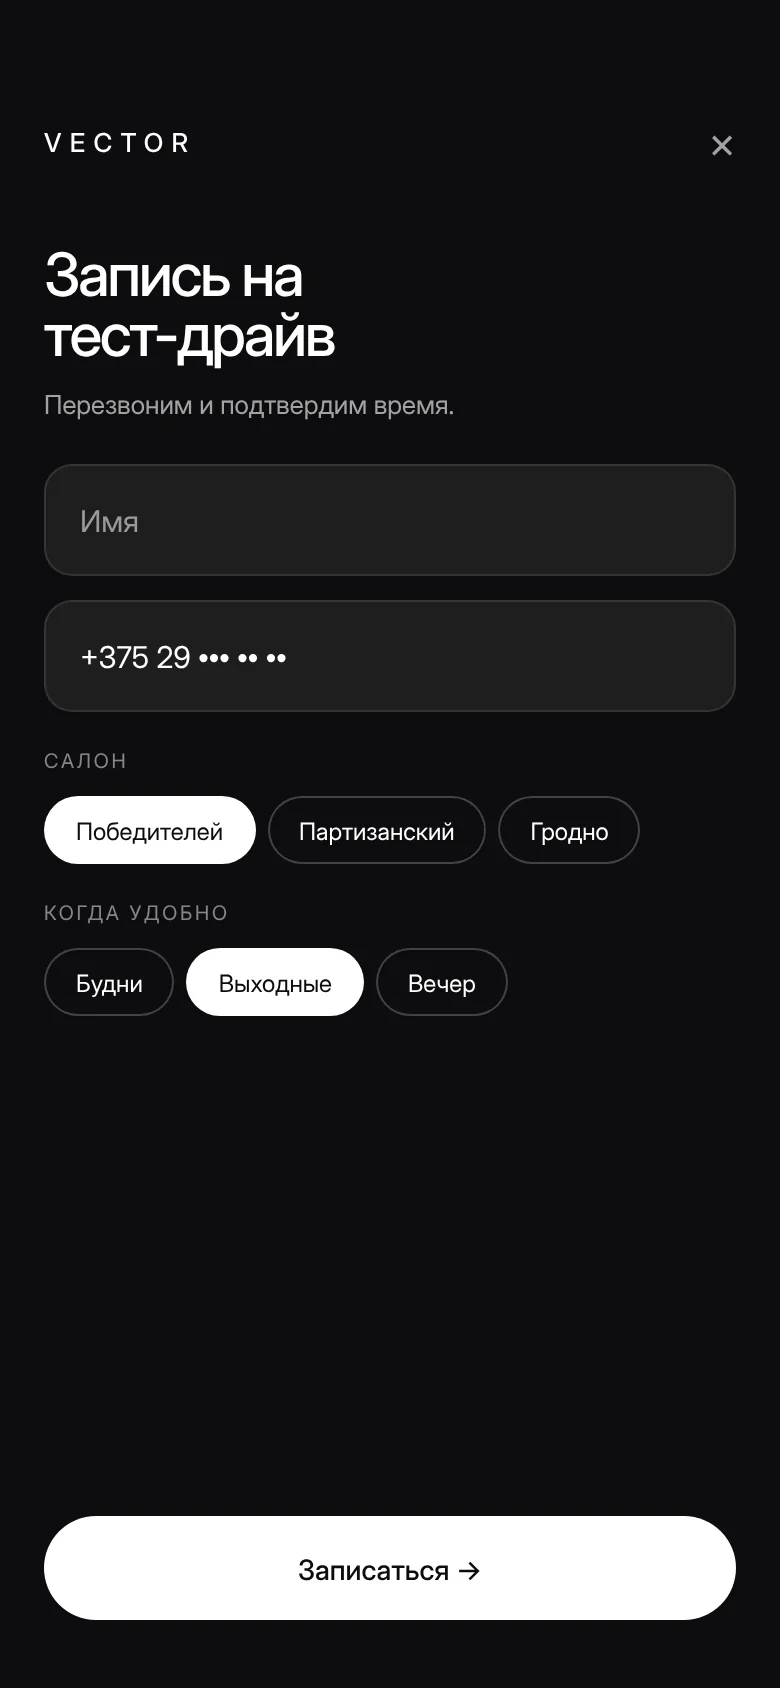 VECTOR ✕
Запись на
тест-драйв
Перезвоним и подтвердим время.
Имя
+375 29 ••• •• ••
САЛОН
Победителей Партизанский Гродно
КОГДА УДОБНО
Будни Выходные Вечер
Записаться →